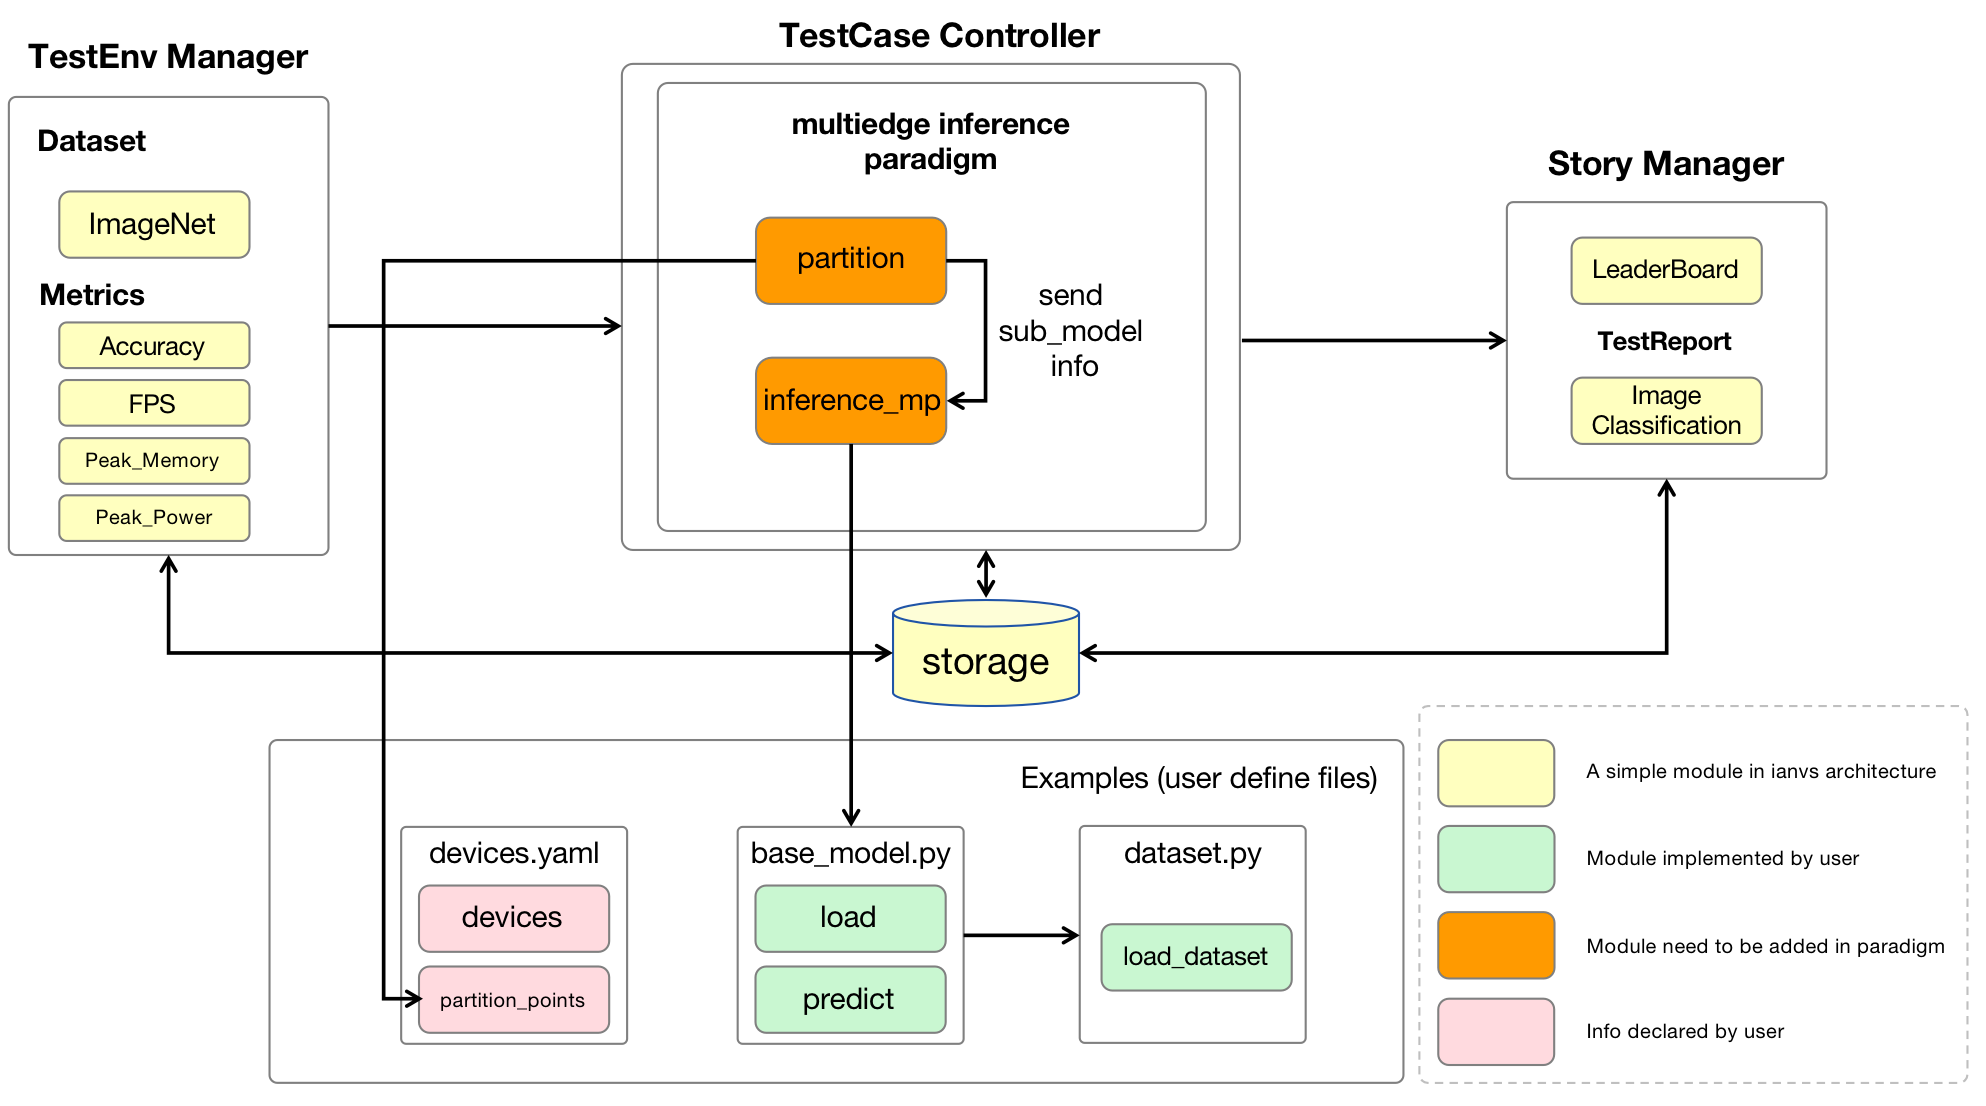 TestEnv Manager
Dataset
ImageNet
Metrics
Accuracy
FPS
Peak_Memory
Peak_Power
TestCase Controller
multiedge inference
paradigm
partition
send
sub_model
info
inference_mp
Story Manager
LeaderBoard
TestReport
Image
Classification
storage
Examples (user define files)
devices.yaml
devices
partition_points
base_model.py
load
predict
dataset.py
load_dataset
A simple module in ianvs architecture
Module implemented by user
Module need to be added in paradigm
Info declared by user